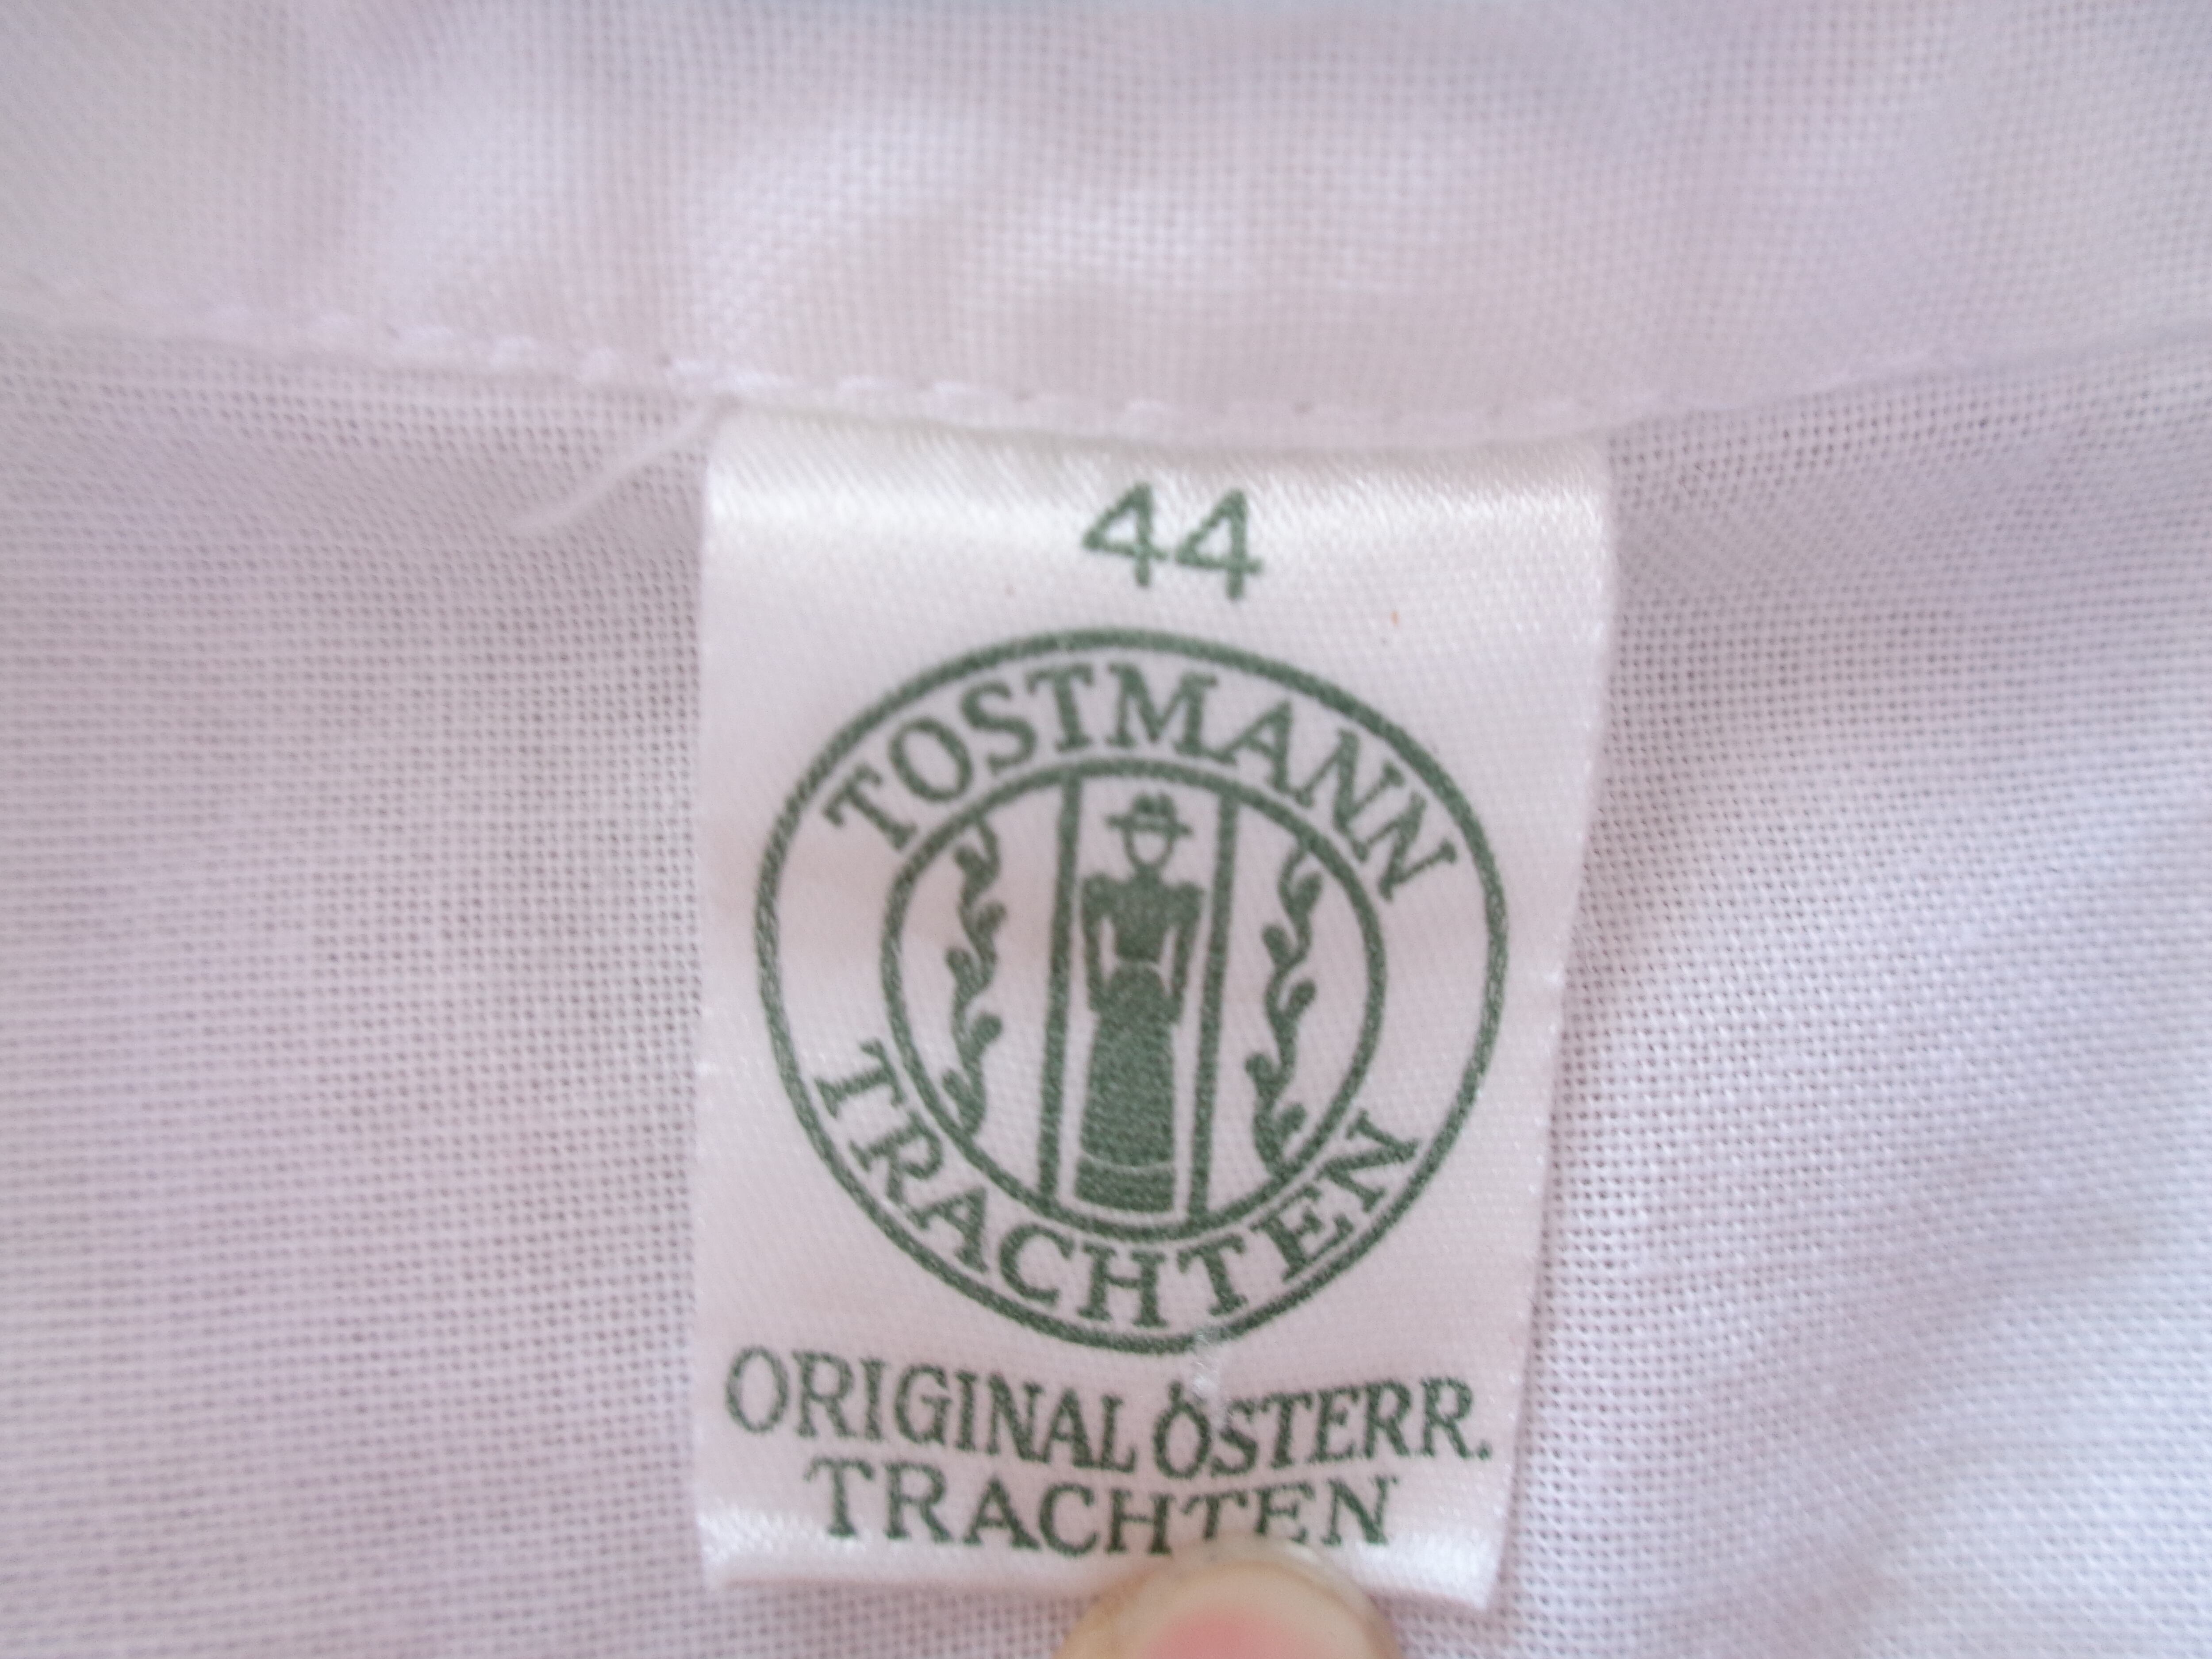 44
TOSTMANN
TRACHTEN
ORIGINAL ÖSTERR.
TRACHTEN